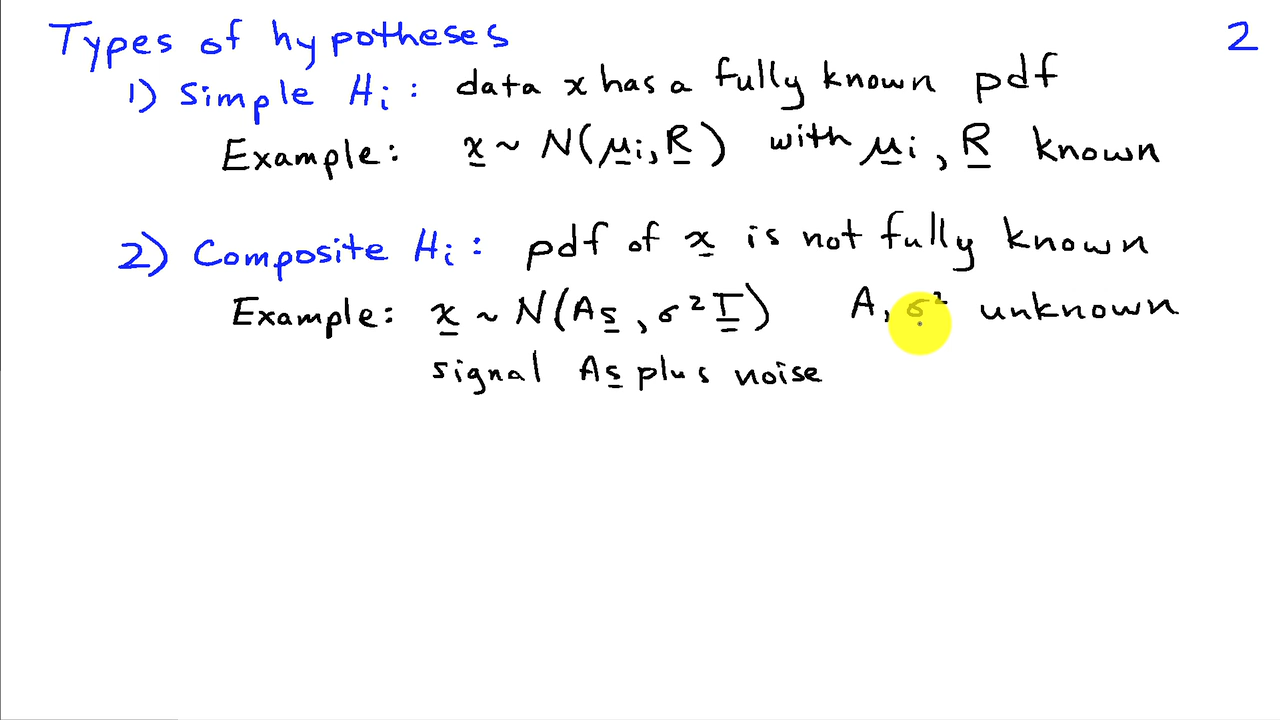 Types of hypotheses 2
1) Simple Hi: data x has a fully known pdf
Example: x ~ N(μi, R) with μi, R known
2) Composite Hi: pdf of x is not fully known
Example: x ~ N(As, σ²I) A, σ² unknown
signal As plus noise